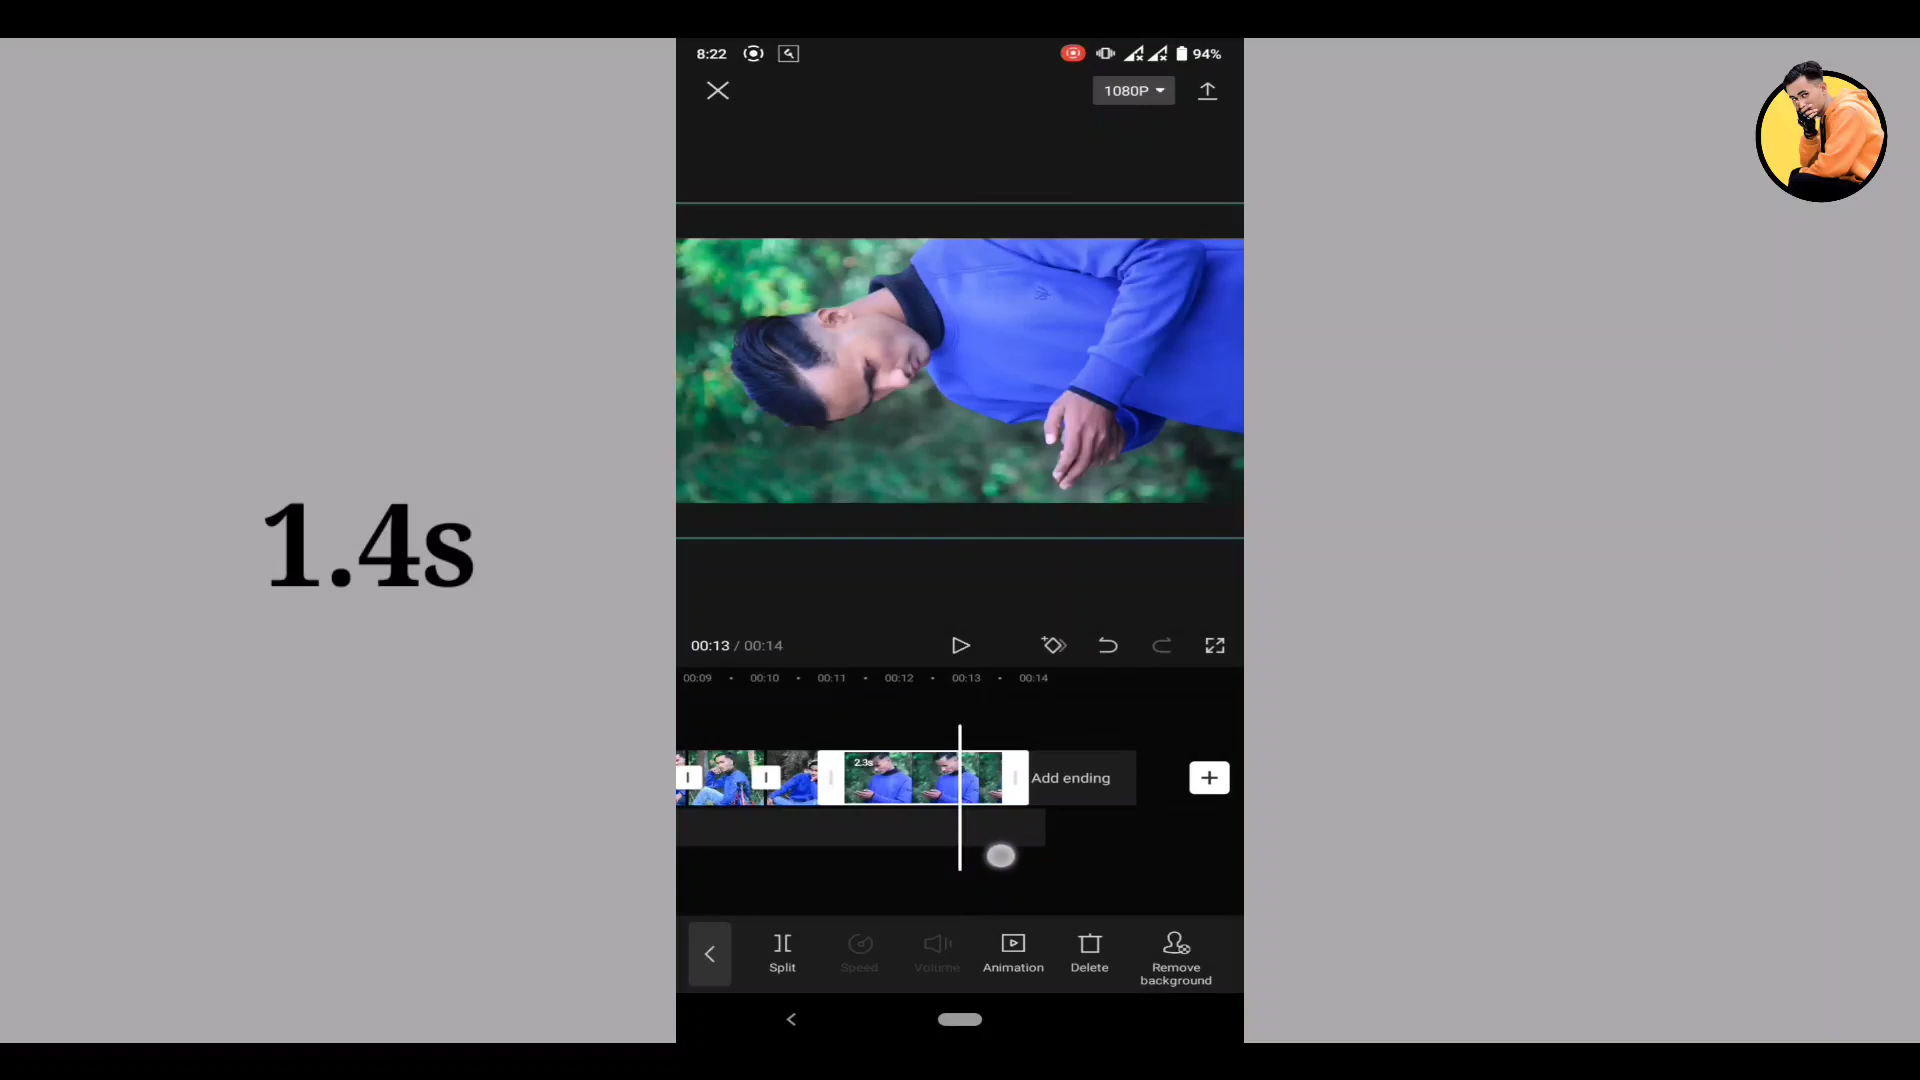 8:22
94%
1080P
1.4s
00:13 / 00:14
00:09 00:10 00:11 00:12 00:13 00:14
2.3s
Add ending
Split
Speed
Volume
Animation
Delete
Remove
background